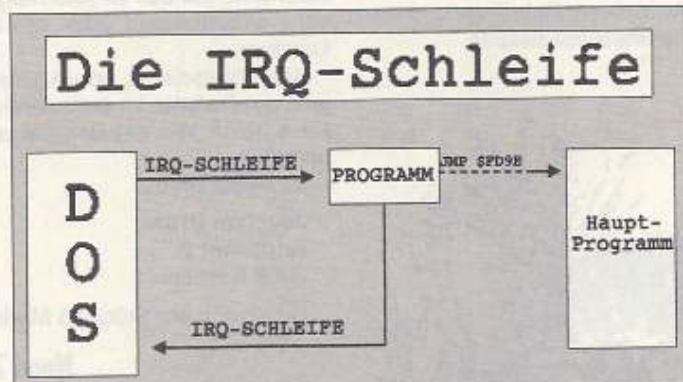 Die IRQ-Schleife
IRQ-SCHLEIFE
PROGRAMM
JMP $FD9E
D
O
S
Haupt-
Programm
IRQ-SCHLEIFE